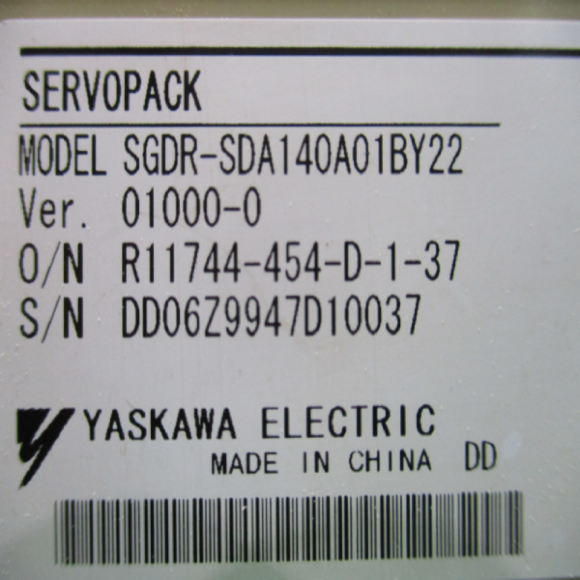 SERVOPACK
MODEL SGDR-SDA140A01BY22
Ver. 01000-0
O/N R11744-454-D-1-37
S/N DD06Z9947D10037
YASKAWA ELECTRIC
MADE IN CHINA DD